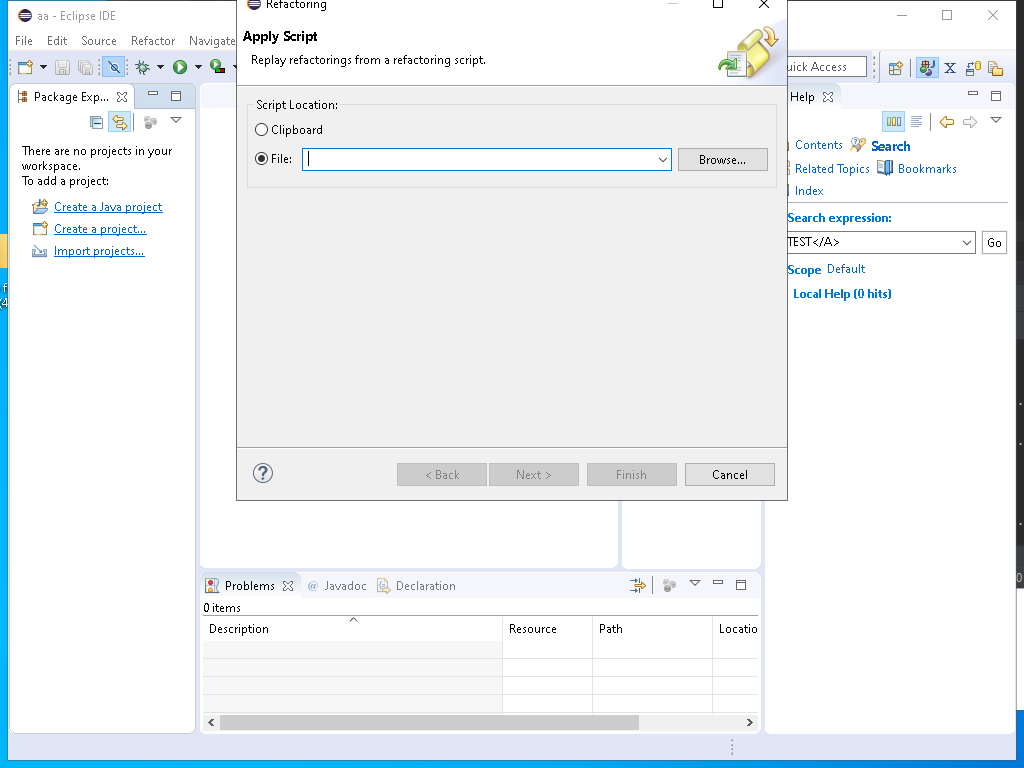 aa - Eclipse IDE
Refactoring
File Edit Source Refactor Navigate
Apply Script
Replay refactorings from a refactoring script.
Quick Access
Package Exp...
Help
There are no projects in your
workspace.
To add a project:
Create a Java project
Create a project...
Import projects...
Script Location:
Clipboard
File:
Browse...
< Back
Next >
Finish
Cancel
Contents
Search
Related Topics
Bookmarks
Index
Search expression:
TEST</A>
Go
Scope Default
Local Help (0 hits)
Problems
@ Javadoc
Declaration
0 items
Description Resource Path Locatio